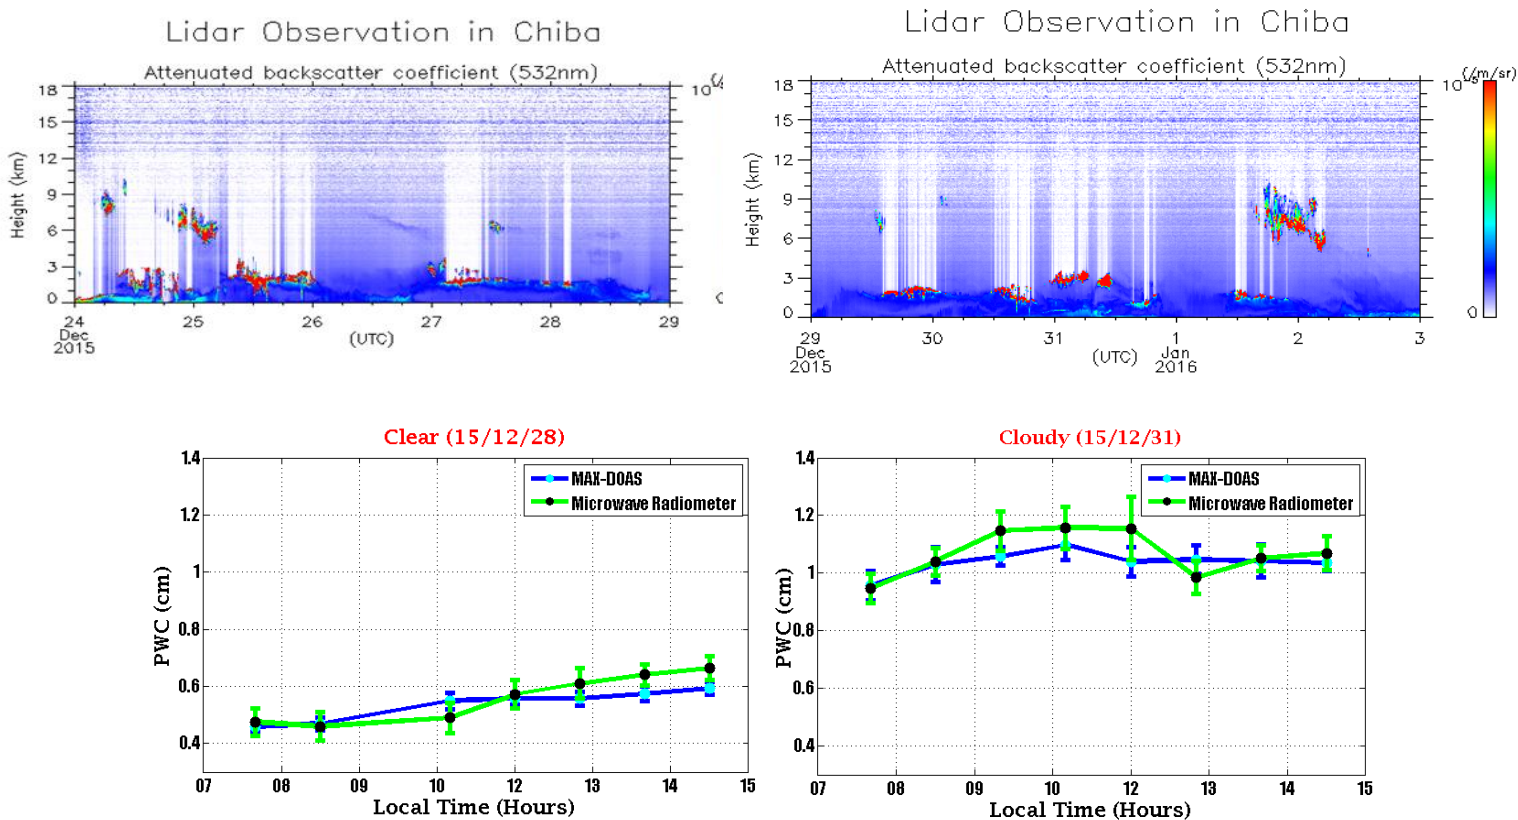 Lidar Observation in Chiba
Attenuated backscatter coefficient (532nm)
18
15
12
9
6
3
0
Height (km)
10
24 25 26 27 28 29
Dec
2015
(UTC)
Lidar Observation in Chiba
Attenuated backscatter coefficient (532nm)
(/m/sr)
18
15
12
9
6
3
0
Height (km)
10
0
29 30 31 1 2 3
Dec (UTC) Jan
2015 2016
Clear (15/12/28)
1.4
1.2
1
0.8
0.6
0.4
PWC (cm)
MAX-DOAS
Microwave Radiometer
07 08 09 10 12 13 14 15
Local Time (Hours)
Cloudy (15/12/31)
1.4
1.2
1
0.8
0.6
0.4
PWC (cm)
MAX-DOAS
Microwave Radiometer
07 08 09 10 12 13 14 15
Local Time (Hours)